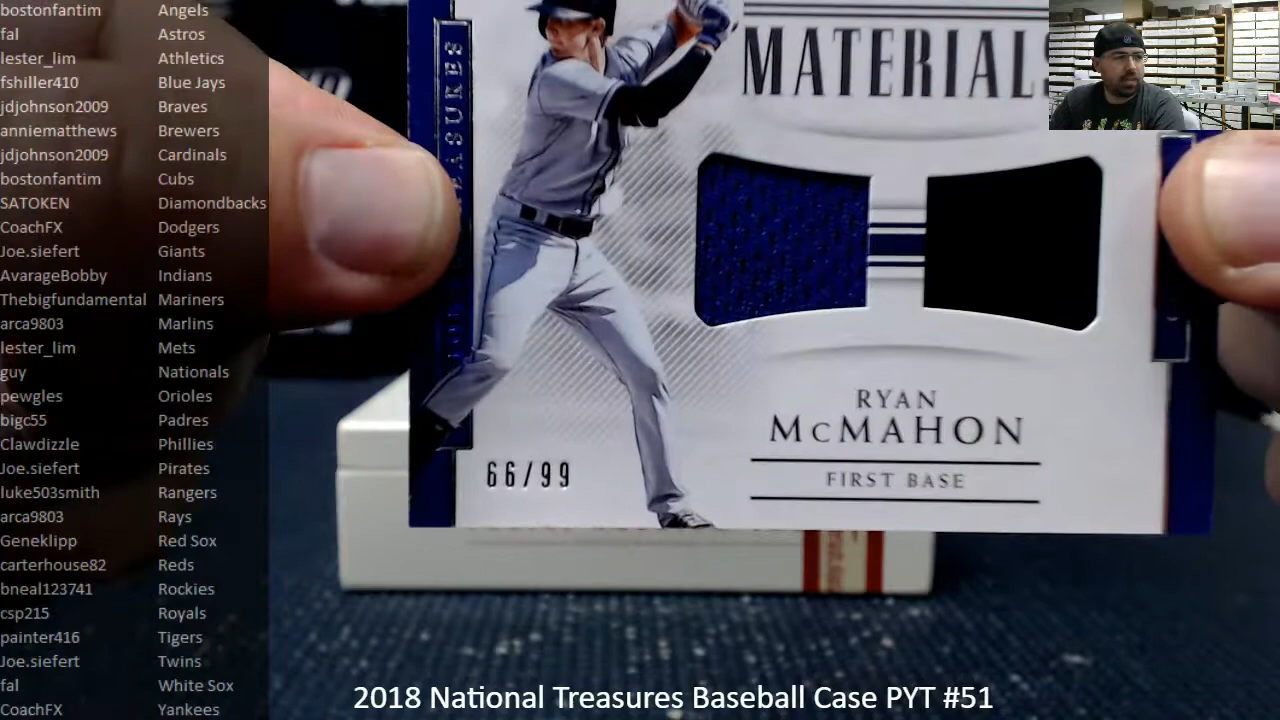 bostonfantim Angels
fal Astros
lester_lim Athletics
fshiller410 Blue Jays
jdjohnson2009 Braves
anniematthews Brewers
jdjohnson2009 Cardinals
bostonfantim Cubs
SATOKEN Diamondbacks
CoachFX Dodgers
Joe.siefert Giants
AvarageBobby Indians
Thebigfundamental Mariners
arca9803 Marlins
lester_lim Mets
guy Nationals
pewgles Orioles
bigc55 Padres
Clawdizzle Phillies
Joe.siefert Pirates
luke503smith Rangers
arca9803 Rays
Geneklipp Red Sox
carterhouse82 Reds
bneal123741 Rockies
csp215 Royals
painter416 Tigers
Joe.siefert Twins
fal White Sox
CoachFX Yankees
MATERIALS
RYAN
McMAHON
FIRST BASE
66/99
2018 National Treasures Baseball Case PYT #51